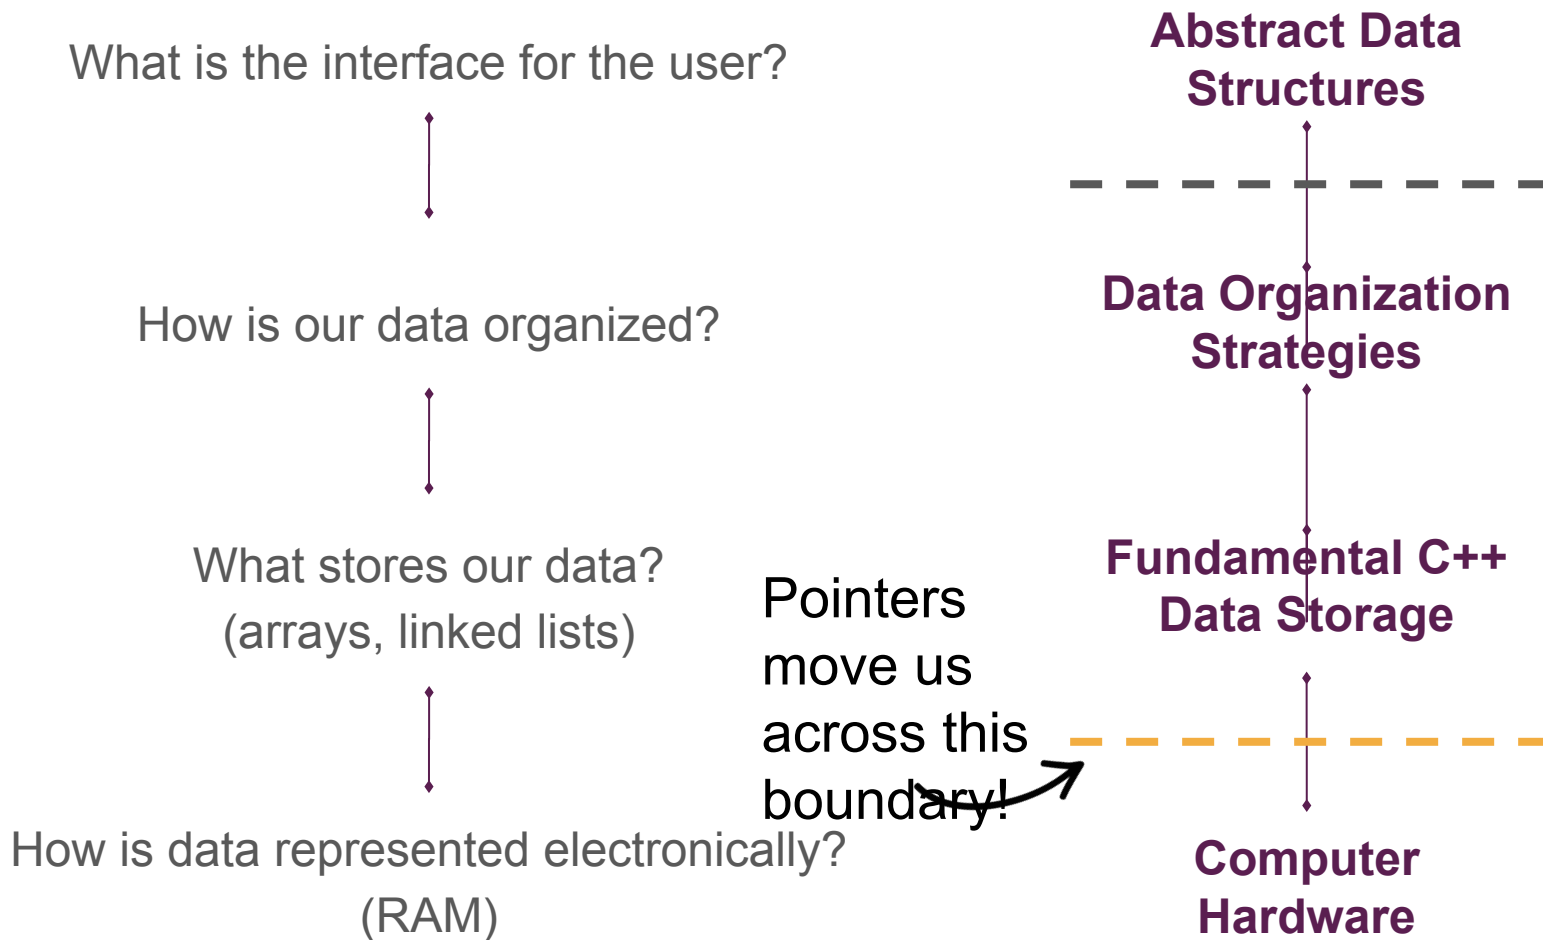 What is the interface for the user?
Abstract Data
Structures
How is our data organized?
Data Organization
Strategies
What stores our data?
(arrays, linked lists)
Fundamental C++
Data Storage
Pointers
move us
across this
boundary!
How is data represented electronically?
(RAM)
Computer
Hardware